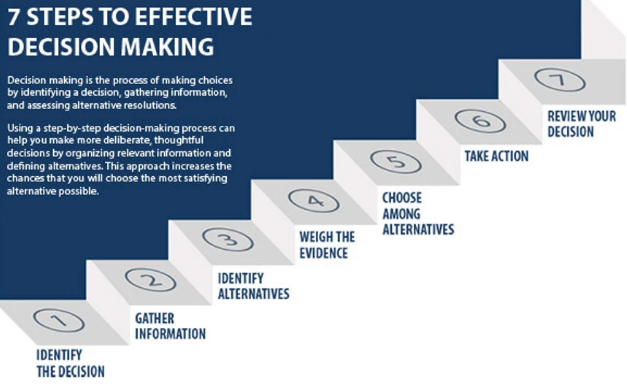 7 STEPS TO EFFECTIVE
DECISION MAKING
Decision making is the process of making choices
by identifying a decision, gathering information,
and assessing alternative resolutions.
Using a step-by-step decision-making process can
help you make more deliberate, thoughtful
decisions by organizing relevant information and
defining alternatives. This approach increases the
chances that you will choose the most satisfying
alternative possible.
1
IDENTIFY
THE DECISION
2
GATHER
INFORMATION
3
IDENTIFY
ALTERNATIVES
4
WEIGH THE
EVIDENCE
5
CHOOSE
AMONG
ALTERNATIVES
6
TAKE ACTION
7
REVIEW YOUR
DECISION